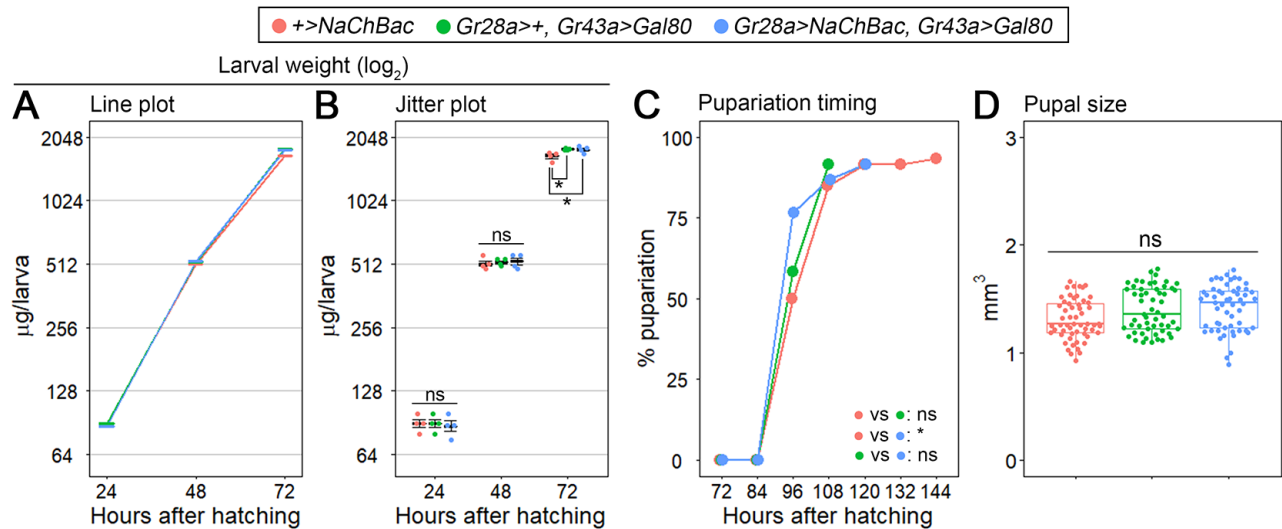 +>NaChBac Gr28a>+, Gr43a>Gal80 Gr28a>NaChBac, Gr43a>Gal80
Larval weight (log2)
A Line plot
2048
1024
512
256
128
64
µg/larva
24 48 72
Hours after hatching
B Jitter plot
2048
1024
512
256
128
64
µg/larva
ns
ns
*
*
24 48 72
Hours after hatching
C Pupariation timing
100
75
50
25
0
% pupariation
vs : ns
vs : *
vs : ns
72 84 96 108 120 132 144
Hours after hatching
D Pupal size
3
2
1
0
mm3
ns